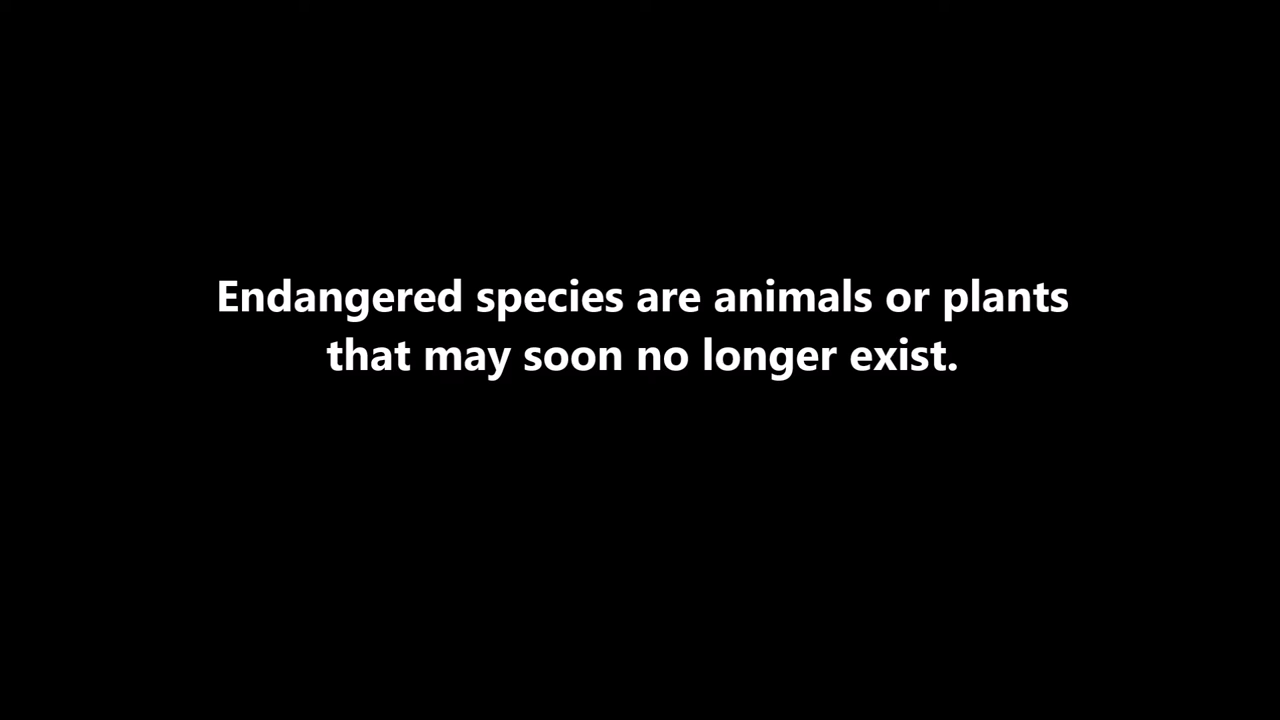 Endangered species are animals or plants
that may soon no longer exist.